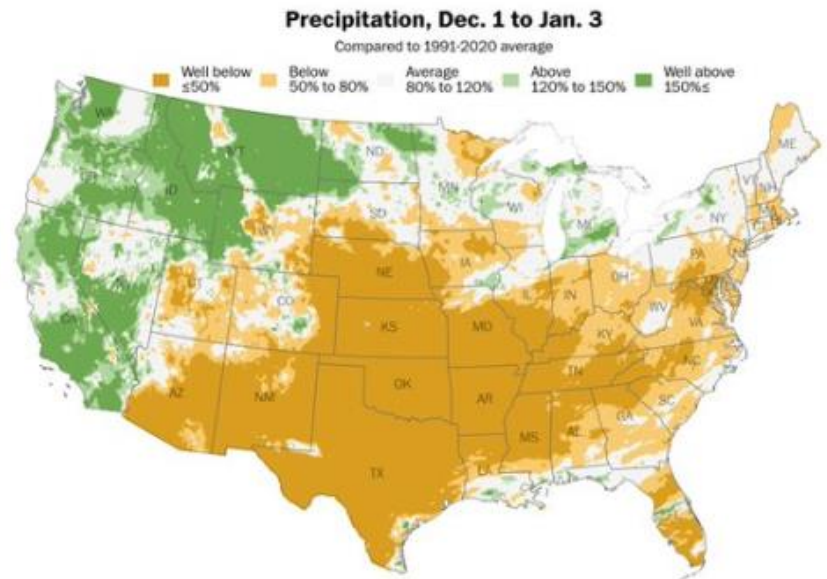 Precipitation, Dec. 1 to Jan. 3
Compared to 1991-2020 average
Well below
≤50%
Below
50% to 80%
Average
80% to 120%
Above
120% to 150%
Well above
150%≤
WA
MT
ND
MN
ME
VT
NH
ID
SD
WI
MI
NY
NE
IA
PA
UT
CO
IL
IN
OH
WV
VA
CA
KS
MO
KY
NC
TN
AZ
NM
OK
AR
SC
MS
AL
GA
TX
LA